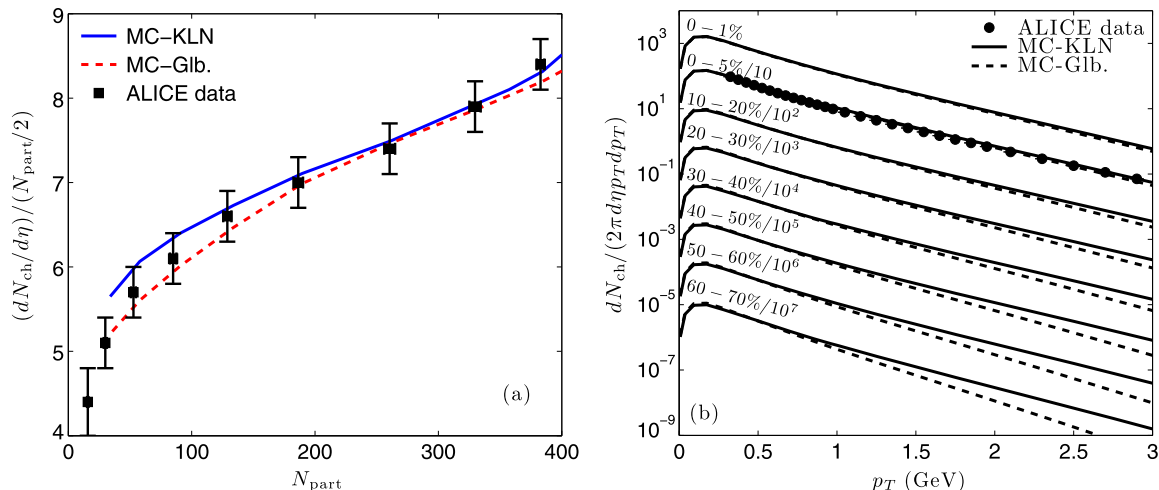 9
8
7
6
5
4
0
100
200
300
400
(dN_ch/dη)/(N_part/2)
N_part
MC−KLN
MC−Glb.
ALICE data
(a)
10^3
10^1
10^−1
10^−3
10^−5
10^−7
10^−9
0
0.5
1
1.5
2
2.5
3
dN_ch/(2πdηp_T dp_T)
p_T (GeV)
ALICE data
MC-KLN
MC-Glb.
0 − 1%
0 − 5%/10
10 − 20%/10^2
20 − 30%/10^3
30 − 40%/10^4
40 − 50%/10^5
50 − 60%/10^6
60 − 70%/10^7
(b)